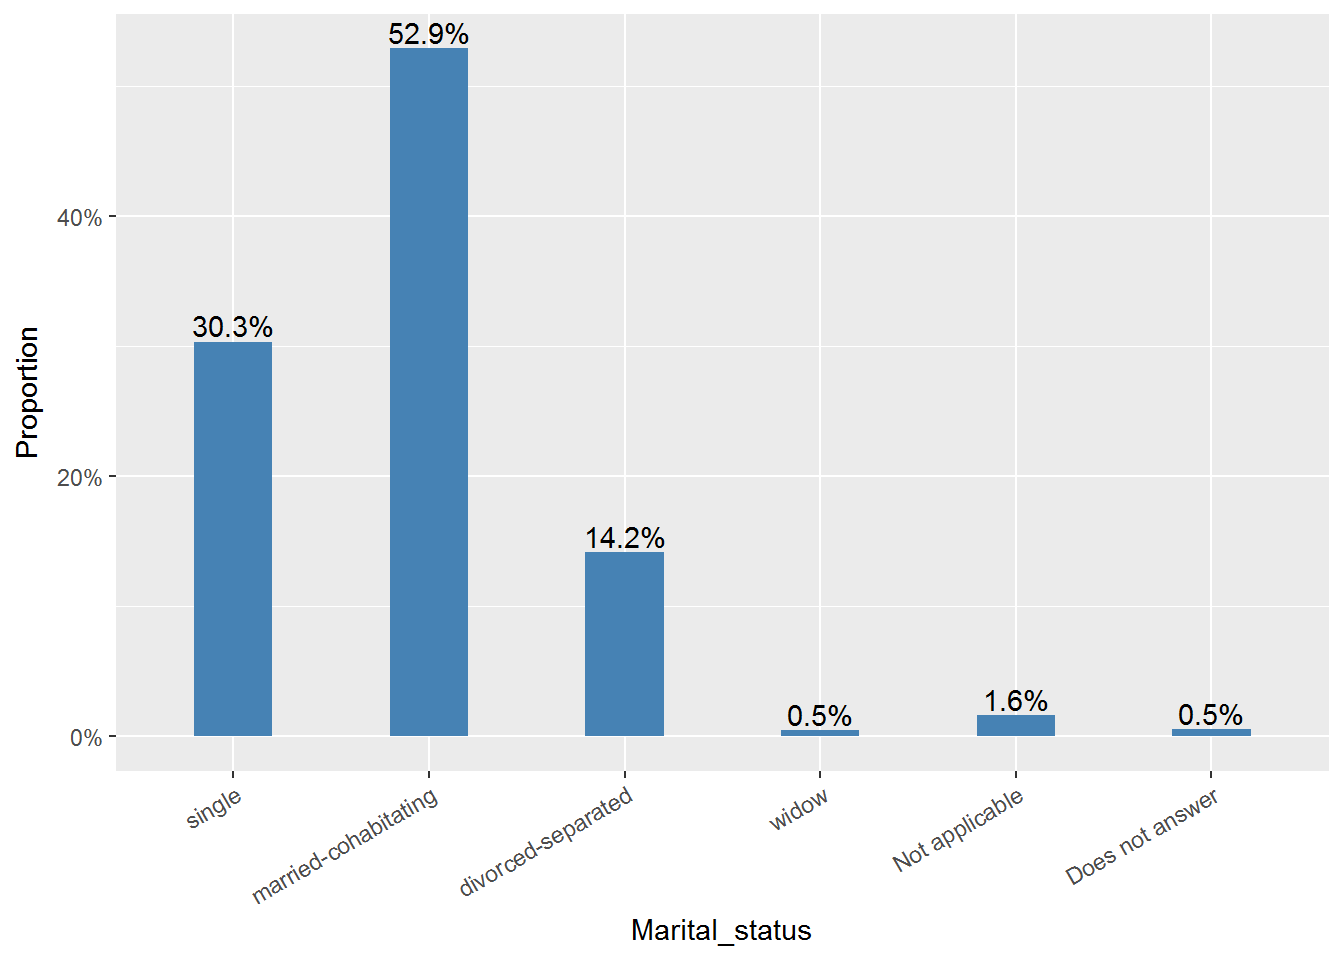 52.9%
40%
30.3%
20%
14.2%
0.5%
1.6%
0.5%
0%
Proportion
single
married-cohabitating
divorced-separated
widow
Not applicable
Does not answer
Marital_status